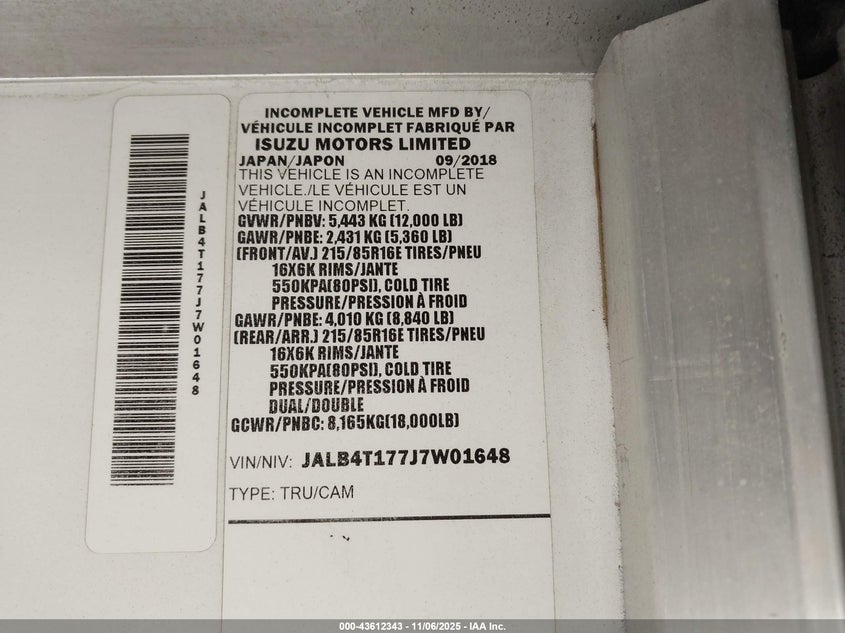 INCOMPLETE VEHICLE MFD BY/
VÉHICULE INCOMPLET FABRIQUÉ PAR
ISUZU MOTORS LIMITED
JAPAN/JAPON 09/2018
THIS VEHICLE IS AN INCOMPLETE
VEHICLE./LE VÉHICULE EST UN
VÉHICULE INCOMPLET.
GVWR/PNBV: 5,443 KG (12,000 LB)
GAWR/PNBE: 2,431 KG (5,360 LB)
(FRONT/AV.) 215/85R16E TIRES/PNEU
16X6K RIMS/JANTE
550KPA(80PSI), COLD TIRE
PRESSURE/PRESSION À FROID
GAWR/PNBE: 4,010 KG (8,840 LB)
(REAR/ARR.) 215/85R16E TIRES/PNEU
16X6K RIMS/JANTE
550KPA(80PSI), COLD TIRE
PRESSURE/PRESSION À FROID
DUAL/DOUBLE
GCWR/PNBC: 8,165KG(18,000LB)
VIN/NIV: JALB4T177J7W01648
TYPE: TRU/CAM
JALB4T177J7W01648
000-43612343 - 11/06/2025 - IAA Inc.